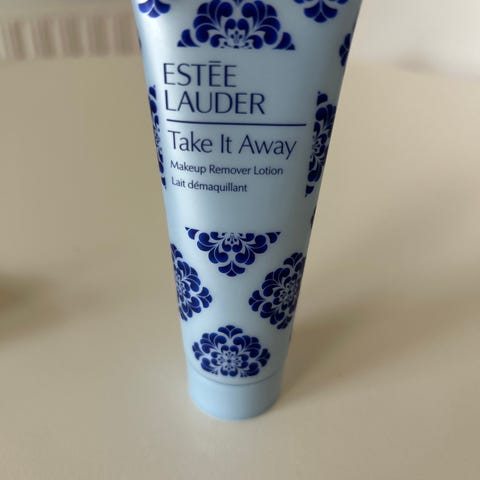 ESTĒE
LAUDER
Take It Away
Makeup Remover Lotion
Lait démaquillant